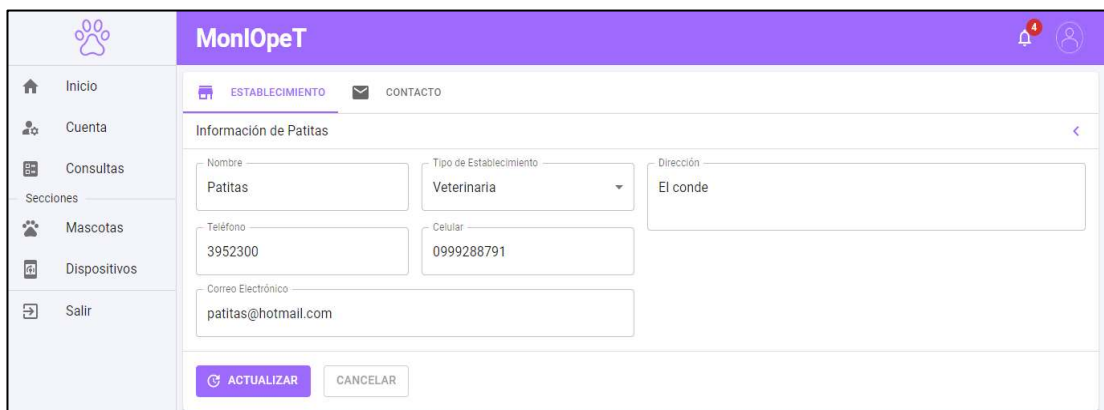 MonIOpeT
4
Inicio
Cuenta
Consultas
Secciones
Mascotas
Dispositivos
Salir
ESTABLECIMIENTO CONTACTO
Información de Patitas
Nombre Tipo de Establecimiento Dirección
Patitas Veterinaria El conde
Teléfono Celular
3952300 0999288791
Correo Electrónico
patitas@hotmail.com
ACTUALIZAR CANCELAR